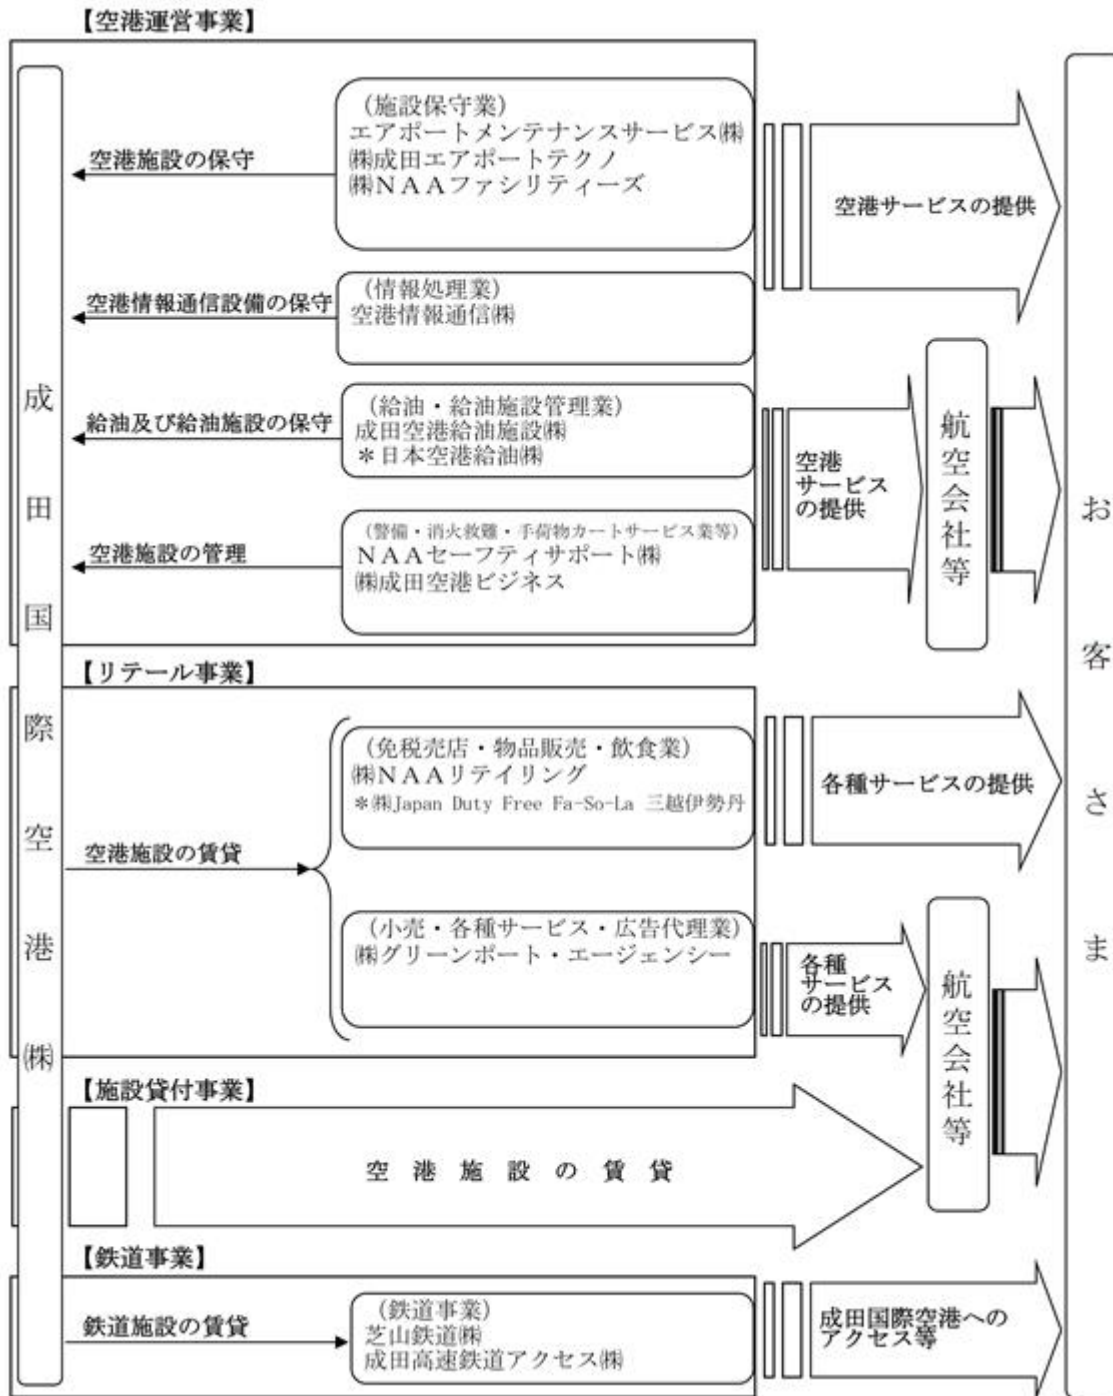 【空港運営事業】
成田国際空港㈱
空港施設の保守
(施設保守業)
エアポートメンテナンスサービス㈱
㈱成田エアポートテクノ
㈱NAAファシリティーズ
空港サービスの提供
空港情報通信設備の保守
(情報処理業)
空港情報通信㈱
給油及び給油施設の保守
(給油・給油施設管理業)
成田空港給油施設㈱
*日本空港給油㈱
空港
サービス
の提供
航空会社等
お客さま
空港施設の管理
(警備・消火救難・手荷物カートサービス業等)
NAAセーフティサポート㈱
㈱成田空港ビジネス
【リテール事業】
空港施設の賃貸
(免税売店・物品販売・飲食業)
㈱NAAリテイリング
*㈱Japan Duty Free Fa-So-La 三越伊勢丹
各種サービスの提供
(小売・各種サービス・広告代理業)
㈱グリーンポート・エージェンシー
各種
サービス
の提供
航空会社等
【施設貸付事業】
空港施設の賃貸
【鉄道事業】
鉄道施設の賃貸
(鉄道事業)
芝山鉄道㈱
成田高速鉄道アクセス㈱
成田国際空港への
アクセス等